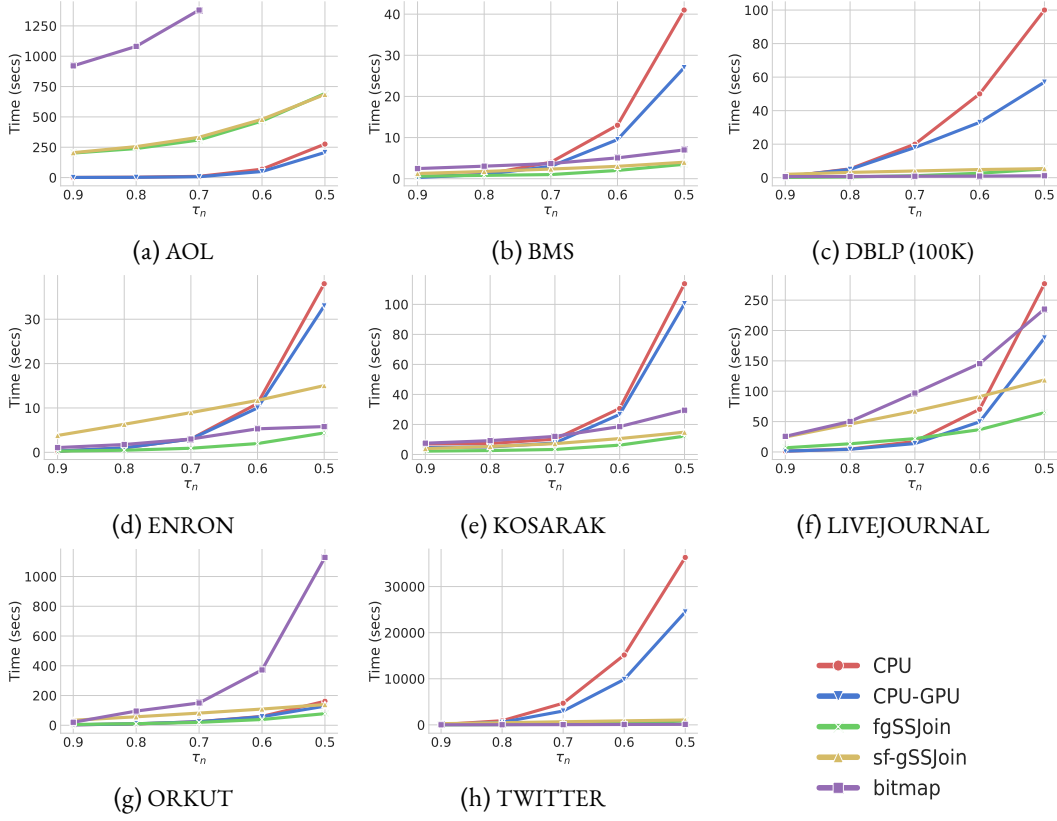 1250
1000
750
500
250
0
Time (secs)
0.9 0.8 0.7 0.6 0.5
τn
(a) AOL
40
30
20
10
0
Time (secs)
0.9 0.8 0.7 0.6 0.5
τn
(b) BMS
100
80
60
40
20
0
Time (secs)
0.9 0.8 0.7 0.6 0.5
τn
(c) DBLP (100K)
30
20
10
0
Time (secs)
0.9 0.8 0.7 0.6 0.5
τn
(d) ENRON
100
80
60
40
20
0
Time (secs)
0.9 0.8 0.7 0.6 0.5
τn
(e) KOSARAK
250
200
150
100
50
0
Time (secs)
0.9 0.8 0.7 0.6 0.5
τn
(f) LIVEJOURNAL
1000
800
600
400
200
0
Time (secs)
0.9 0.8 0.7 0.6 0.5
τn
(g) ORKUT
30000
20000
10000
0
Time (secs)
0.9 0.8 0.7 0.6 0.5
τn
(h) TWITTER
CPU
CPU-GPU
fgSSJoin
sf-gSSJoin
bitmap